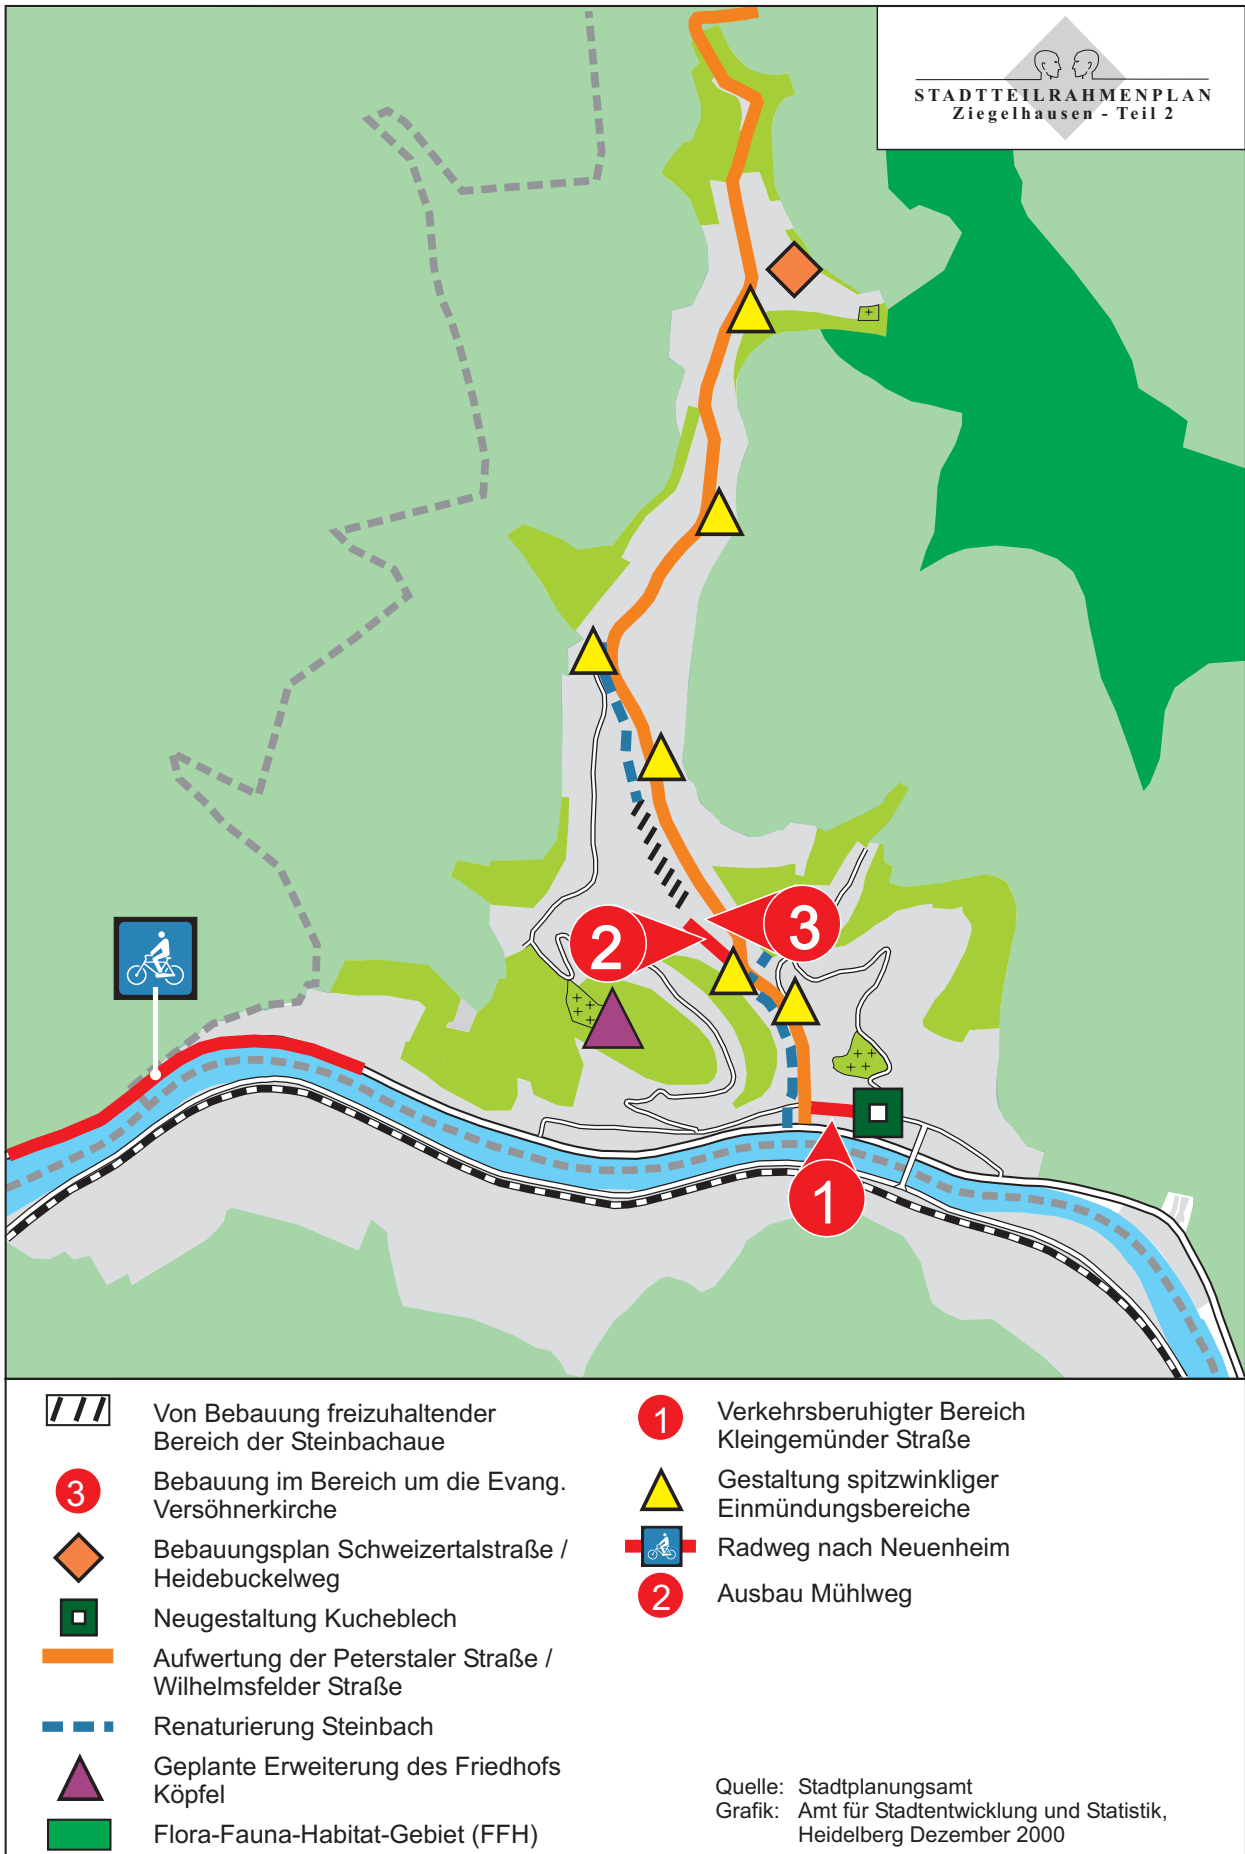 STADTTEILRAHMENPLAN
Ziegelhausen - Teil 2
2
3
1
Von Bebauung freizuhaltender
Bereich der Steinbachaue
3
Bebauung im Bereich um die Evang.
Versöhnerkirche
Bebauungsplan Schweizertalstraße /
Heidebuckelweg
Neugestaltung Kucheblech
Aufwertung der Peterstaler Straße /
Wilhelmsfelder Straße
Renaturierung Steinbach
Geplante Erweiterung des Friedhofs
Köpfel
Flora-Fauna-Habitat-Gebiet (FFH)
1
Verkehrsberuhigter Bereich
Kleingemünder Straße
Gestaltung spitzwinkliger
Einmündungsbereiche
Radweg nach Neuenheim
2
Ausbau Mühlweg
Quelle: Stadtplanungsamt
Grafik: Amt für Stadtentwicklung und Statistik,
Heidelberg Dezember 2000